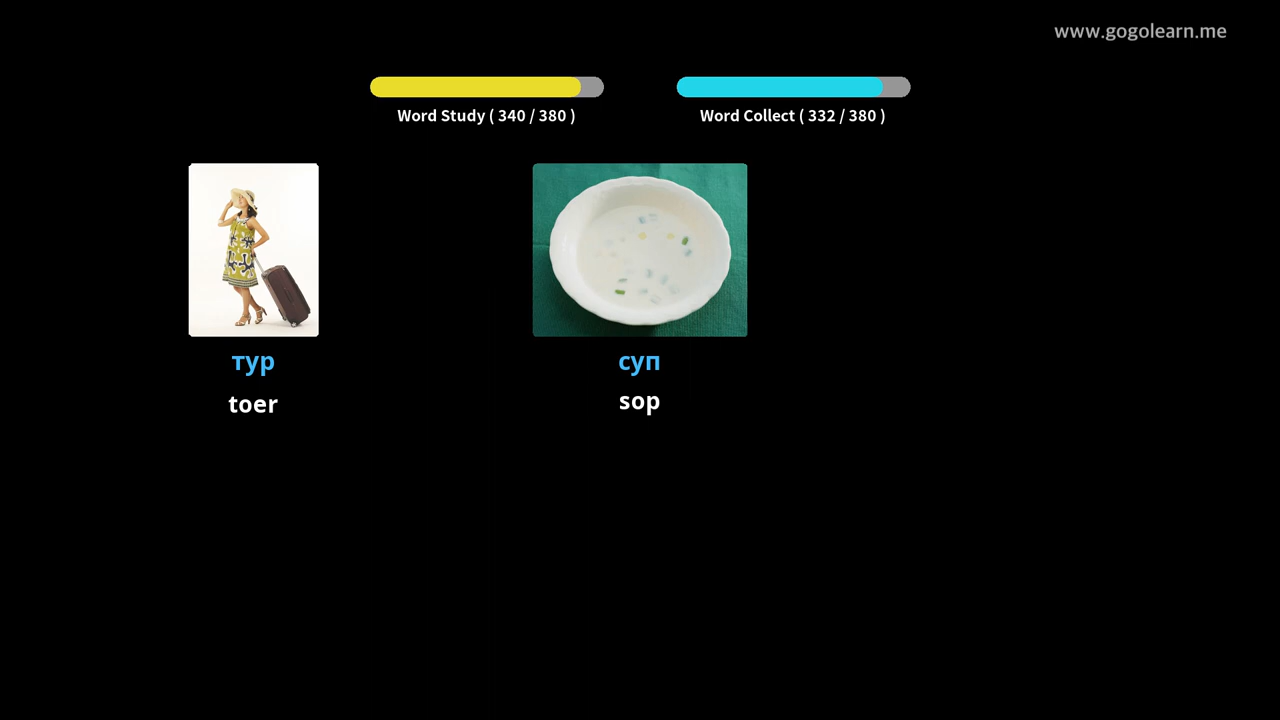 www.gogolearn.me
Word Study ( 340 / 380 )
Word Collect ( 332 / 380 )
тур
toer
суп
sop